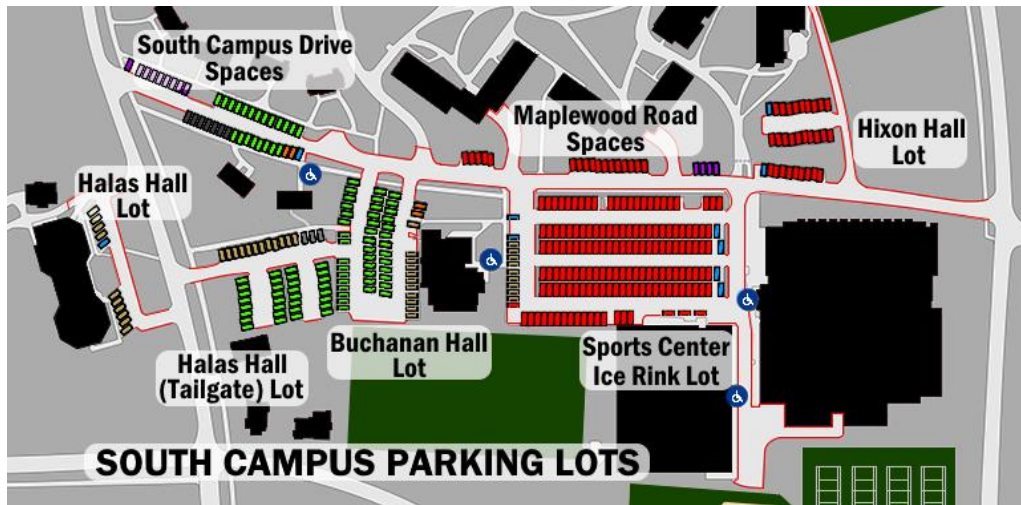 South Campus Drive
Spaces
Maplewood Road
Spaces
Hixon Hall
Lot
Halas Hall
Lot
Buchanan Hall
Lot
Sports Center
Ice Rink Lot
Halas Hall
(Tailgate) Lot
SOUTH CAMPUS PARKING LOTS